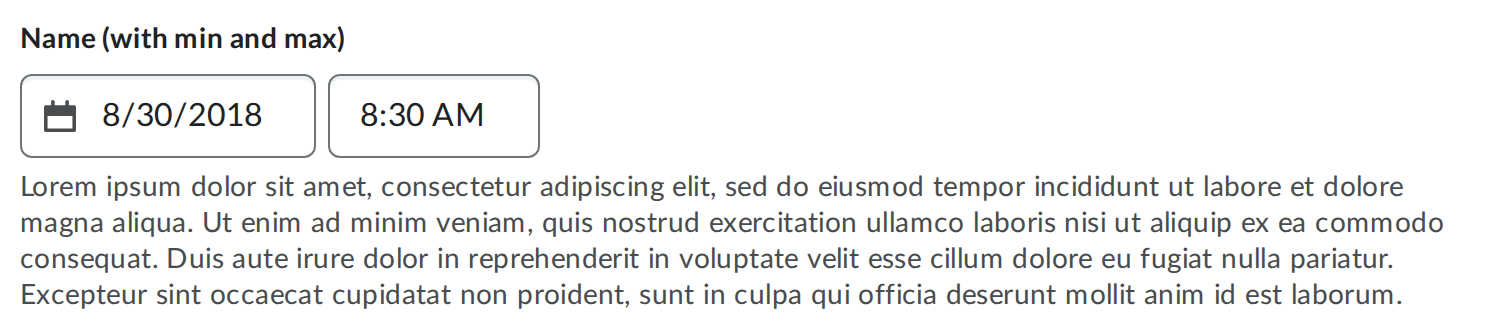 Name (with min and max)
8/30/2018 8:30 AM
Lorem ipsum dolor sit amet, consectetur adipiscing elit, sed do eiusmod tempor incididunt ut labore et dolore
magna aliqua. Ut enim ad minim veniam, quis nostrud exercitation ullamco laboris nisi ut aliquip ex ea commodo
consequat. Duis aute irure dolor in reprehenderit in voluptate velit esse cillum dolore eu fugiat nulla pariatur.
Excepteur sint occaecat cupidatat non proident, sunt in culpa qui officia deserunt mollit anim id est laborum.